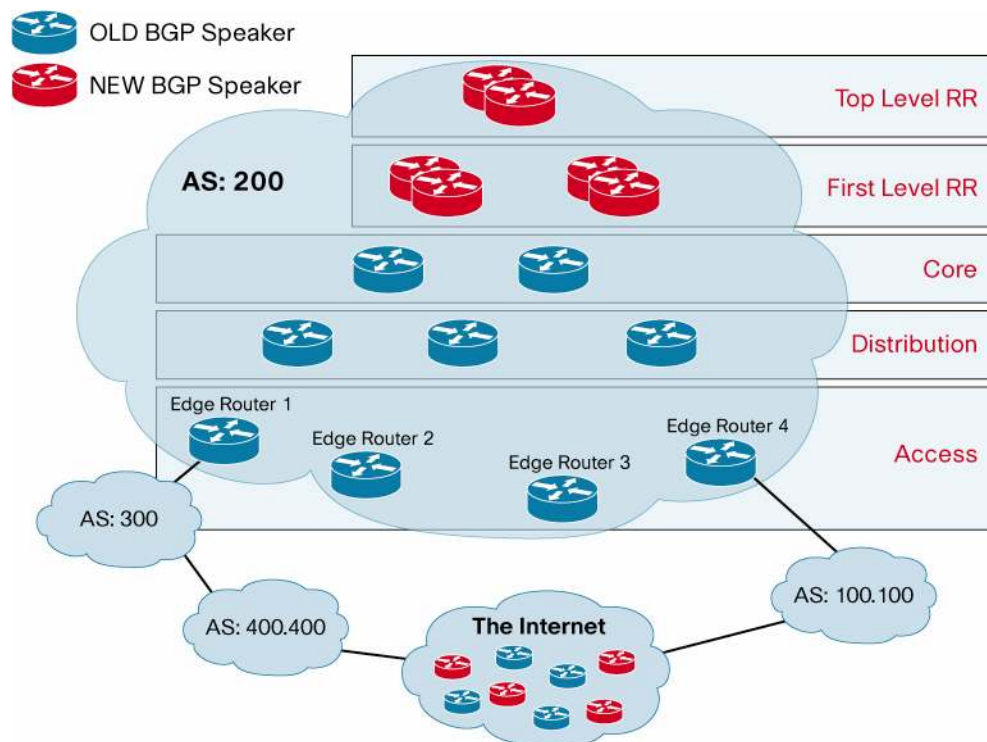 OLD BGP Speaker
NEW BGP Speaker
Top Level RR
AS: 200
First Level RR
Core
Distribution
Edge Router 1
Edge Router 2
Edge Router 3
Edge Router 4
Access
AS: 300
AS: 400.400
The Internet
AS: 100.100